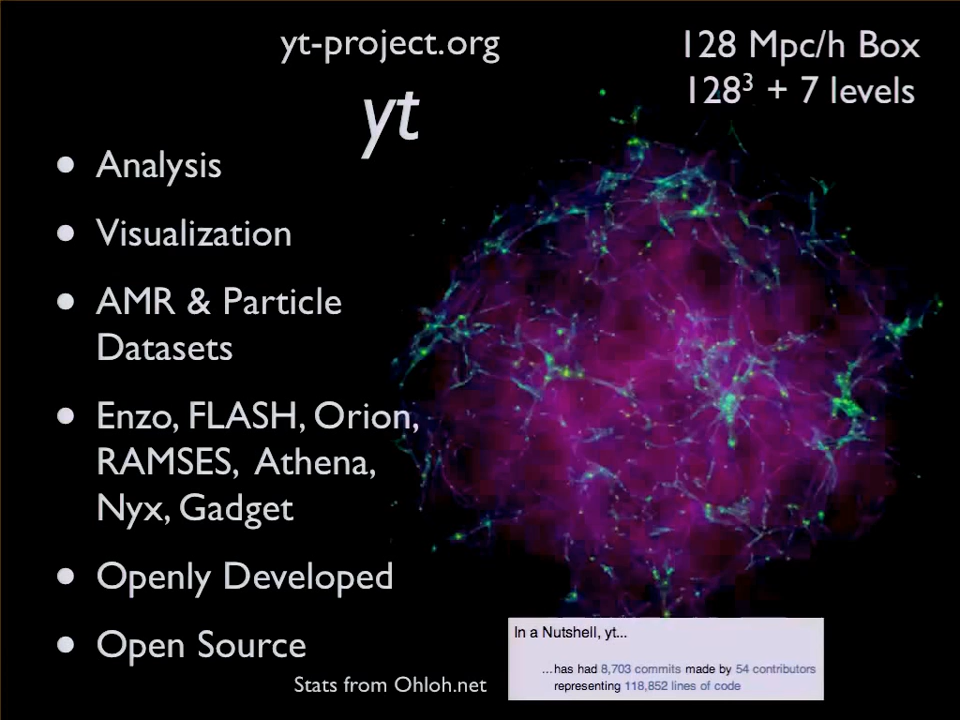 yt-project.org
yt
128 Mpc/h Box
128³ + 7 levels
• Analysis
• Visualization
• AMR & Particle
Datasets
• Enzo, FLASH, Orion,
RAMSES, Athena,
Nyx, Gadget
• Openly Developed
• Open Source
Stats from Ohloh.net
In a Nutshell, yt...
...has had 8,703 commits made by 54 contributors
representing 118,852 lines of code